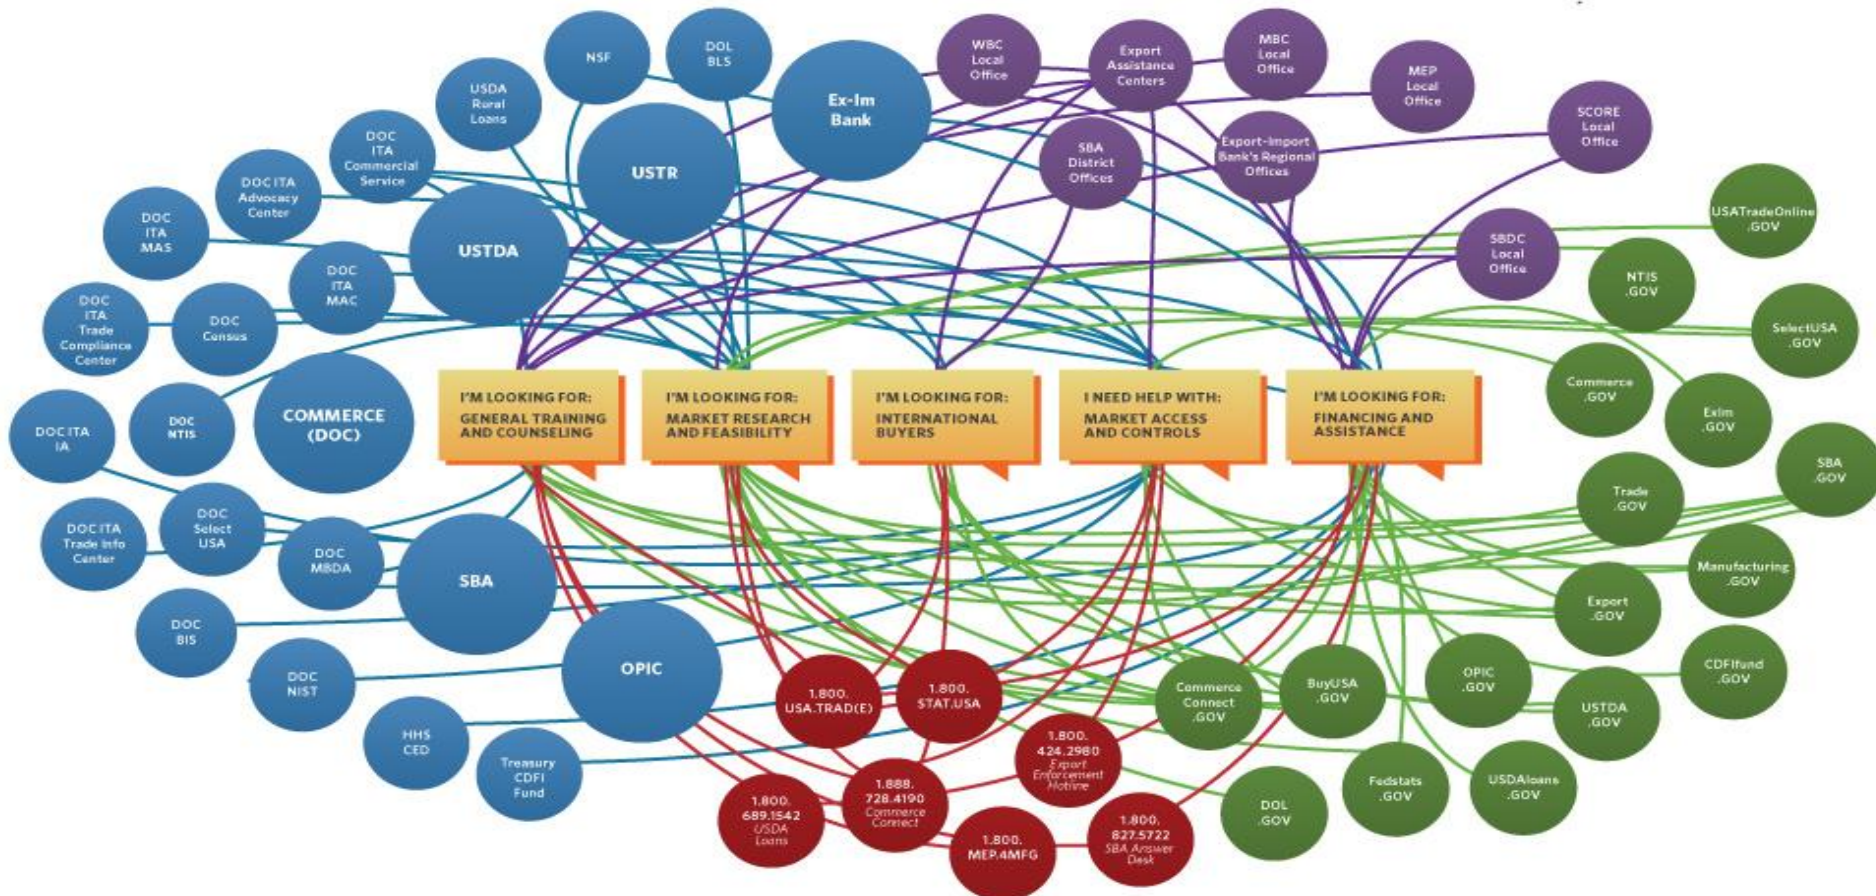 NSF
DOL
BLS
USDA
Rural
Loans
DOC
ITA
Commercial
Service
DOC ITA
Advocacy
Center
DOC
ITA
MAS
DOC
ITA
MAC
DOC
ITA
Trade
Compliance
Center
DOC
Census
USTR
USTDA
Ex-Im
Bank
WBC
Local
Office
Export
Assistance
Centers
MBC
Local
Office
MEP
Local
Office
SCORE
Local
Office
SBA
District
Offices
Export-Import
Bank's Regional
Offices
SBDC
Local
Office
USATradeOnline
.GOV
NTIS
.GOV
SelectUSA
.GOV
Commerce
.GOV
ExIm
.GOV
SBA
.GOV
Trade
.GOV
Manufacturing
.GOV
Export
.GOV
CDFIfund
.GOV
OPIC
.GOV
USTDA
.GOV
BuyUSA
.GOV
Commerce
Connect
.GOV
Fedstats
.GOV
USDAloans
.GOV
DOL
.GOV
I'M LOOKING FOR:
GENERAL TRAINING
AND COUNSELING
I'M LOOKING FOR:
MARKET RESEARCH
AND FEASIBILITY
I'M LOOKING FOR:
INTERNATIONAL
BUYERS
I NEED HELP WITH:
MARKET ACCESS
AND CONTROLS
I'M LOOKING FOR:
FINANCING AND
ASSISTANCE
DOC ITA
IA
DOC
NTIS
COMMERCE
(DOC)
DOC ITA
Trade Info
Center
DOC
Select
USA
DOC
MBDA
SBA
DOC
BIS
DOC
NIST
OPIC
HHS
CED
Treasury
CDFI
Fund
1.800.
USA.TRAD(E)
1.800.
STAT.USA
1.800.
424.2980
Export
Enforcement
Hotline
1.800.
689.1542
USDA
Loans
1.888.
728.4190
Commerce
Connect
1.800.
MEP.4MFG
1.800.
827.5722
SBA Answer
Desk